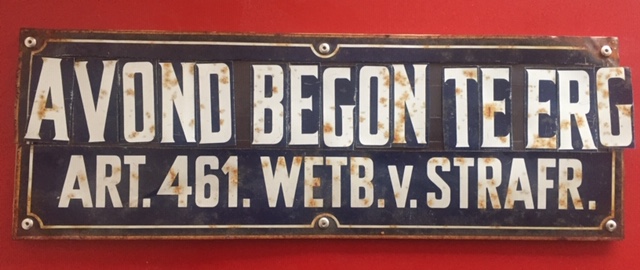 AVOND BEGON TE ERG
ART. 461. WETB. v. STRAFR.